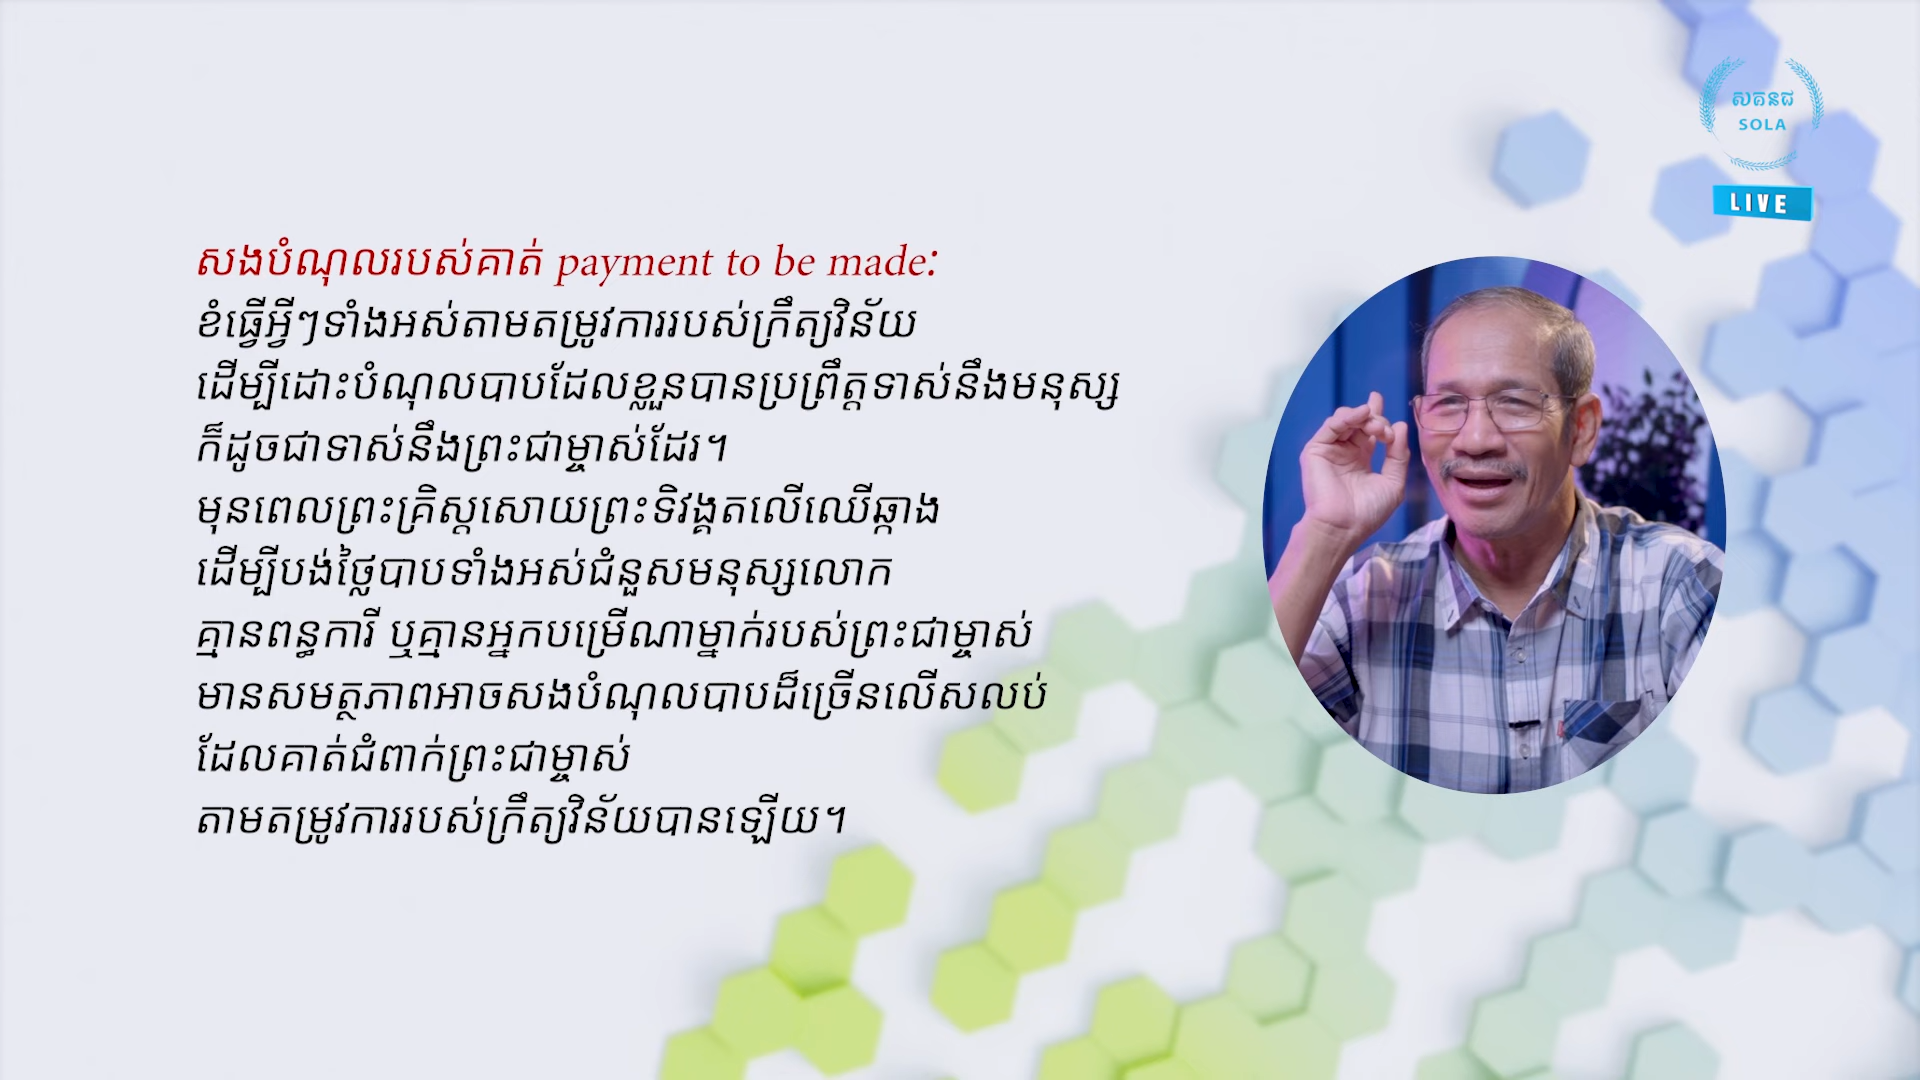 សគនជ
SOLA
LIVE
សងបំណុលរបស់គាត់ payment to be made:
ខំធ្វើអ្វីៗទាំងអស់តាមតម្រូវការរបស់ក្រឹត្យវិន័យ
ដើម្បីដោះបំណុលបាបដែលខ្លួនបានប្រព្រឹត្តទាស់នឹងមនុស្ស
ក៏ដូចជាទាស់នឹងព្រះជាម្ចាស់ដែរ។
មុនពេលព្រះគ្រិស្តសោយព្រះទិវង្គតលើឈើឆ្កាង
ដើម្បីបង់ថ្លៃបាបទាំងអស់ជំនួសមនុស្សលោក
គ្មានពន្ធការី ឬគ្មានអ្នកបម្រើណាម្នាក់របស់ព្រះជាម្ចាស់
មានសមត្ថភាពអាចសងបំណុលបាបដ៏ច្រើនលើសលប់
ដែលគាត់ជំពាក់ព្រះជាម្ចាស់
តាមតម្រូវការរបស់ក្រឹត្យវិន័យបានឡើយ។